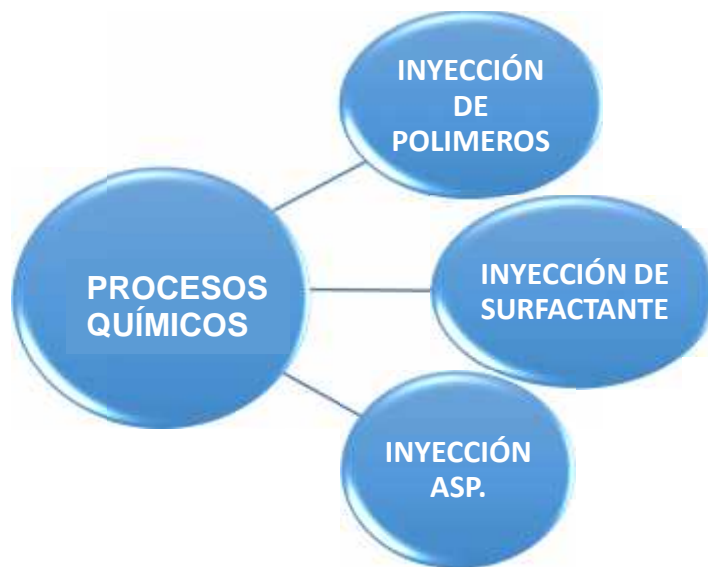 INYECCIÓN
DE
POLIMEROS
PROCESOS
QUÍMICOS
INYECCIÓN DE
SURFACTANTE
INYECCIÓN
ASP.